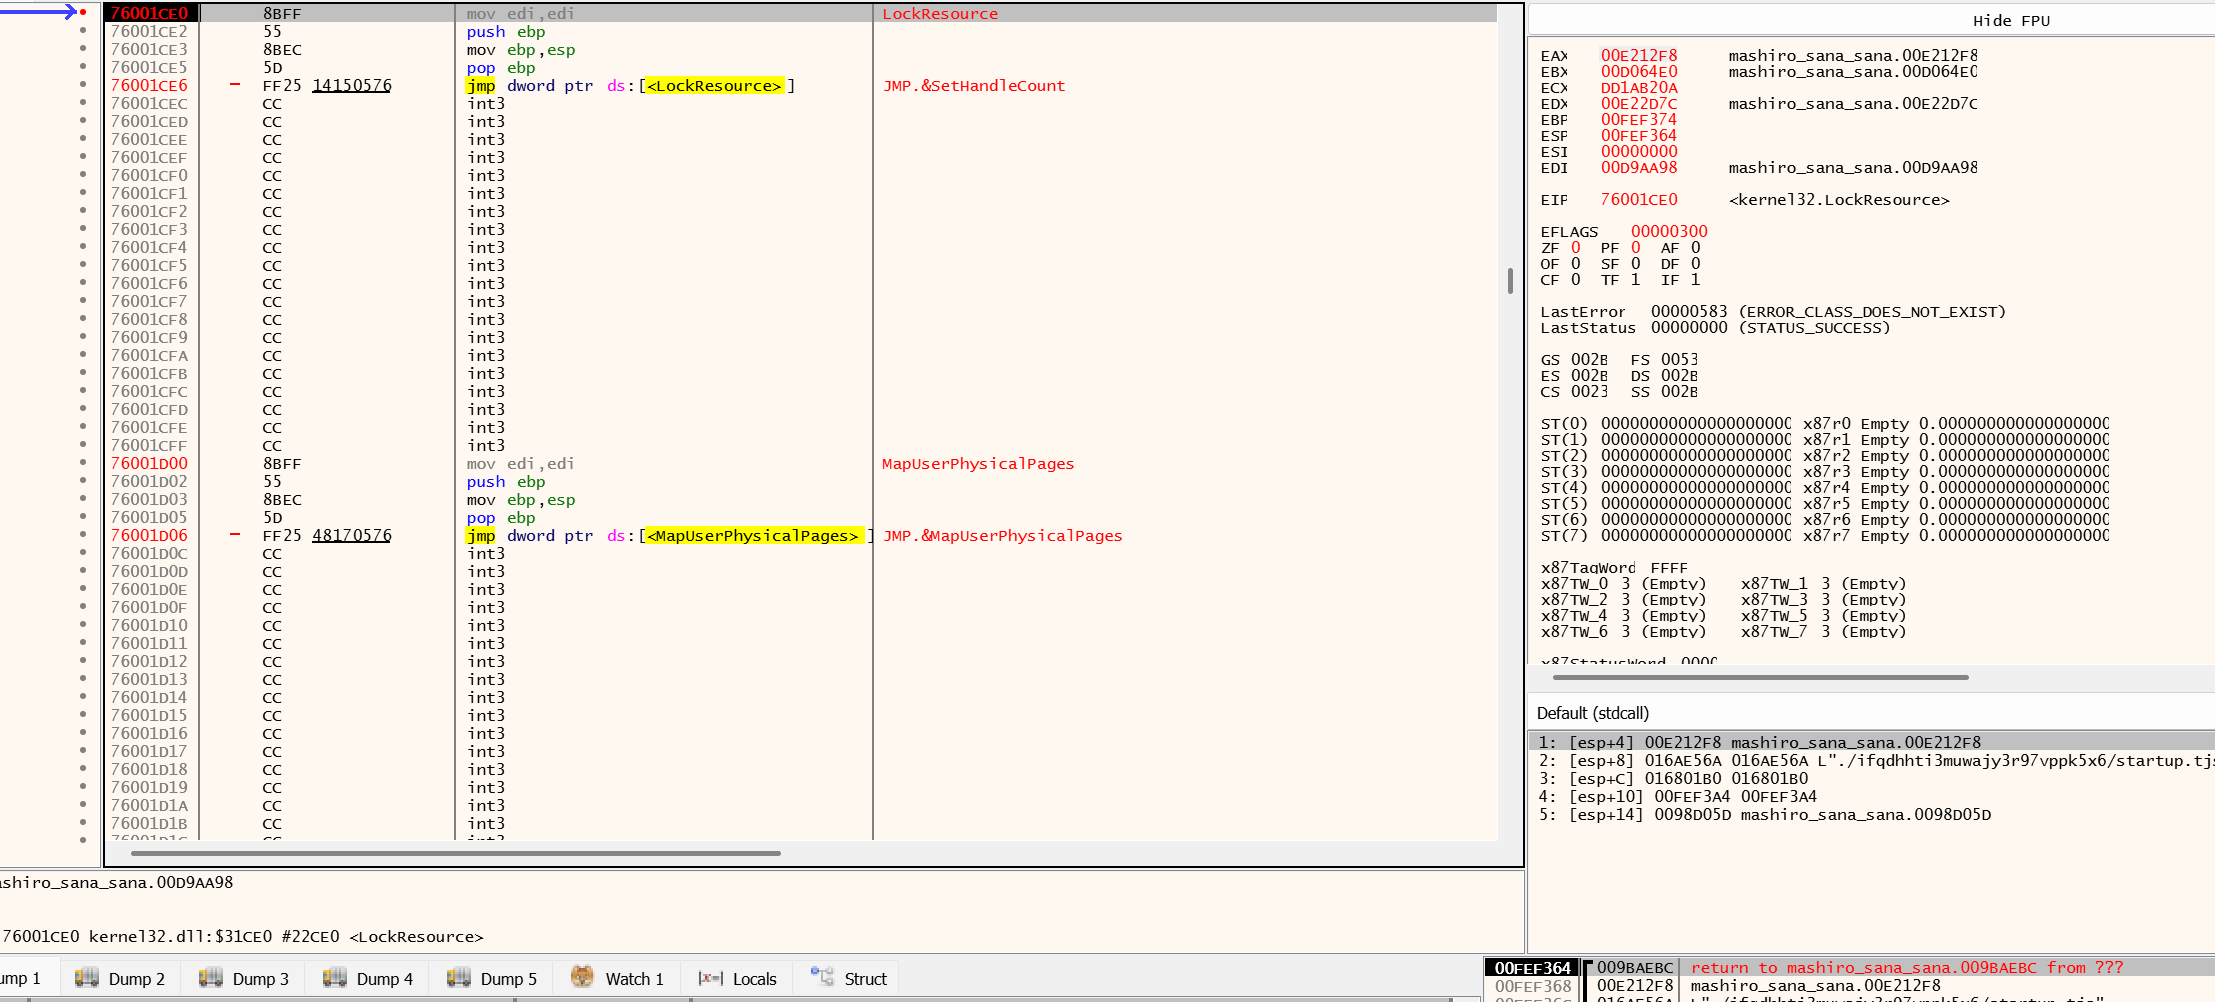 76001CE0 8BFF mov edi,edi LockResource
76001CE2 55 push ebp
76001CE3 8BEC mov ebp,esp
76001CE5 5D pop ebp
76001CE6 - FF25 14150576 jmp dword ptr ds:[<LockResource>] JMP.&SetHandleCount
76001CEC CC int3
76001CED CC int3
76001CEE CC int3
76001CEF CC int3
76001CF0 CC int3
76001CF1 CC int3
76001CF2 CC int3
76001CF3 CC int3
76001CF4 CC int3
76001CF5 CC int3
76001CF6 CC int3
76001CF7 CC int3
76001CF8 CC int3
76001CF9 CC int3
76001CFA CC int3
76001CFB CC int3
76001CFC CC int3
76001CFD CC int3
76001CFE CC int3
76001CFF CC int3
76001D00 8BFF mov edi,edi MapUserPhysicalPages
76001D02 55 push ebp
76001D03 8BEC mov ebp,esp
76001D05 5D pop ebp
76001D06 - FF25 48170576 jmp dword ptr ds:[<MapUserPhysicalPages>] JMP.&MapUserPhysicalPages
76001D0C CC int3
76001D0D CC int3
76001D0E CC int3
76001D0F CC int3
76001D10 CC int3
76001D11 CC int3
76001D12 CC int3
76001D13 CC int3
76001D14 CC int3
76001D15 CC int3
76001D16 CC int3
76001D17 CC int3
76001D18 CC int3
76001D19 CC int3
76001D1A CC int3
76001D1B CC int3
Hide FPU
EAX 00E212F8 mashiro_sana_sana.00E212F8
EBX 00D064E0 mashiro_sana_sana.00D064E0
ECX DD1AB20A
EDX 00E22D7C mashiro_sana_sana.00E22D7C
EBP 00FEF374
ESP 00FEF364
ESI 00000000
EDI 00D9AA98 mashiro_sana_sana.00D9AA98
EIP 76001CE0 <kernel32.LockResource>
EFLAGS 00000300
ZF 0 PF 0 AF 0
OF 0 SF 0 DF 0
CF 0 TF 1 IF 1
LastError 00000583 (ERROR_CLASS_DOES_NOT_EXIST)
LastStatus 00000000 (STATUS_SUCCESS)
GS 002B FS 0053
ES 002B DS 002B
CS 0023 SS 002B
ST(0) 00000000000000000000 x87r0 Empty 0.000000000000000000
ST(1) 00000000000000000000 x87r1 Empty 0.000000000000000000
ST(2) 00000000000000000000 x87r2 Empty 0.000000000000000000
ST(3) 00000000000000000000 x87r3 Empty 0.000000000000000000
ST(4) 00000000000000000000 x87r4 Empty 0.000000000000000000
ST(5) 00000000000000000000 x87r5 Empty 0.000000000000000000
ST(6) 00000000000000000000 x87r6 Empty 0.000000000000000000
ST(7) 00000000000000000000 x87r7 Empty 0.000000000000000000
x87TagWord FFFF
x87TW_0 3 (Empty) x87TW_1 3 (Empty)
x87TW_2 3 (Empty) x87TW_3 3 (Empty)
x87TW_4 3 (Empty) x87TW_5 3 (Empty)
x87TW_6 3 (Empty) x87TW_7 3 (Empty)
x87StatusWord 0000
Default (stdcall)
1: [esp+4] 00E212F8 mashiro_sana_sana.00E212F8
2: [esp+8] 016AE56A 016AE56A L"./ifqdhhti3muwajy3r97vppk5x6/startup.tjs
3: [esp+C] 016801B0 016801B0
4: [esp+10] 00FEF3A4 00FEF3A4
5: [esp+14] 0098D05D mashiro_sana_sana.0098D05D
ashiro_sana_sana.00D9AA98
76001CE0 kernel32.dll:$31CE0 #22CE0 <LockResource>
ump 1 Dump 2 Dump 3 Dump 4 Dump 5 Watch 1 Locals Struct
00FEF364 009BAEBC return to mashiro_sana_sana.009BAEBC from ???
00FEF368 00E212F8 mashiro_sana_sana.00E212F8